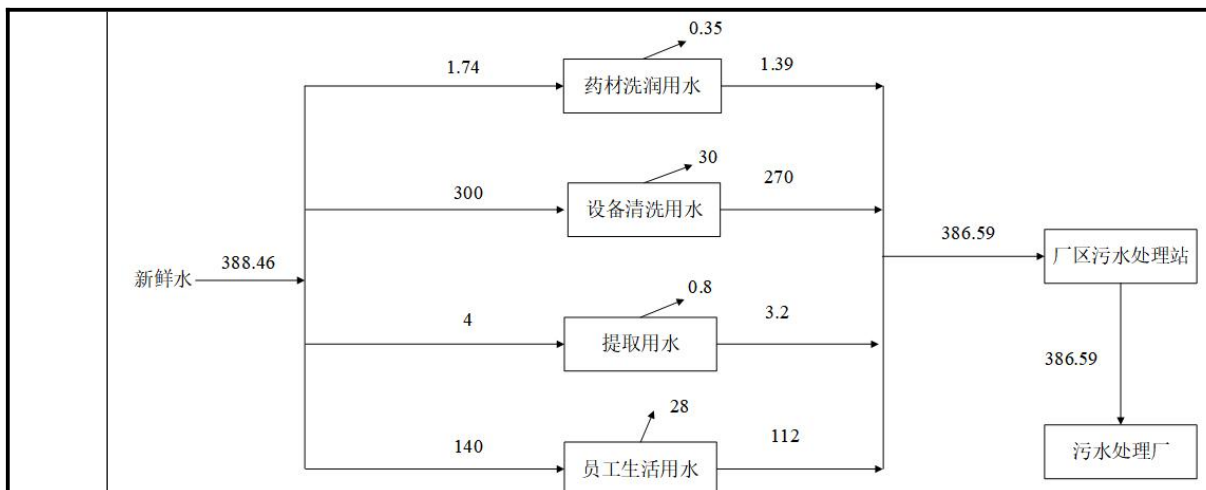 0.35
1.74
药材洗润用水
1.39
30
300
设备清洗用水
270
新鲜水
388.46
386.59
厂区污水处理站
0.8
4
提取用水
3.2
386.59
28
140
员工生活用水
112
污水处理厂